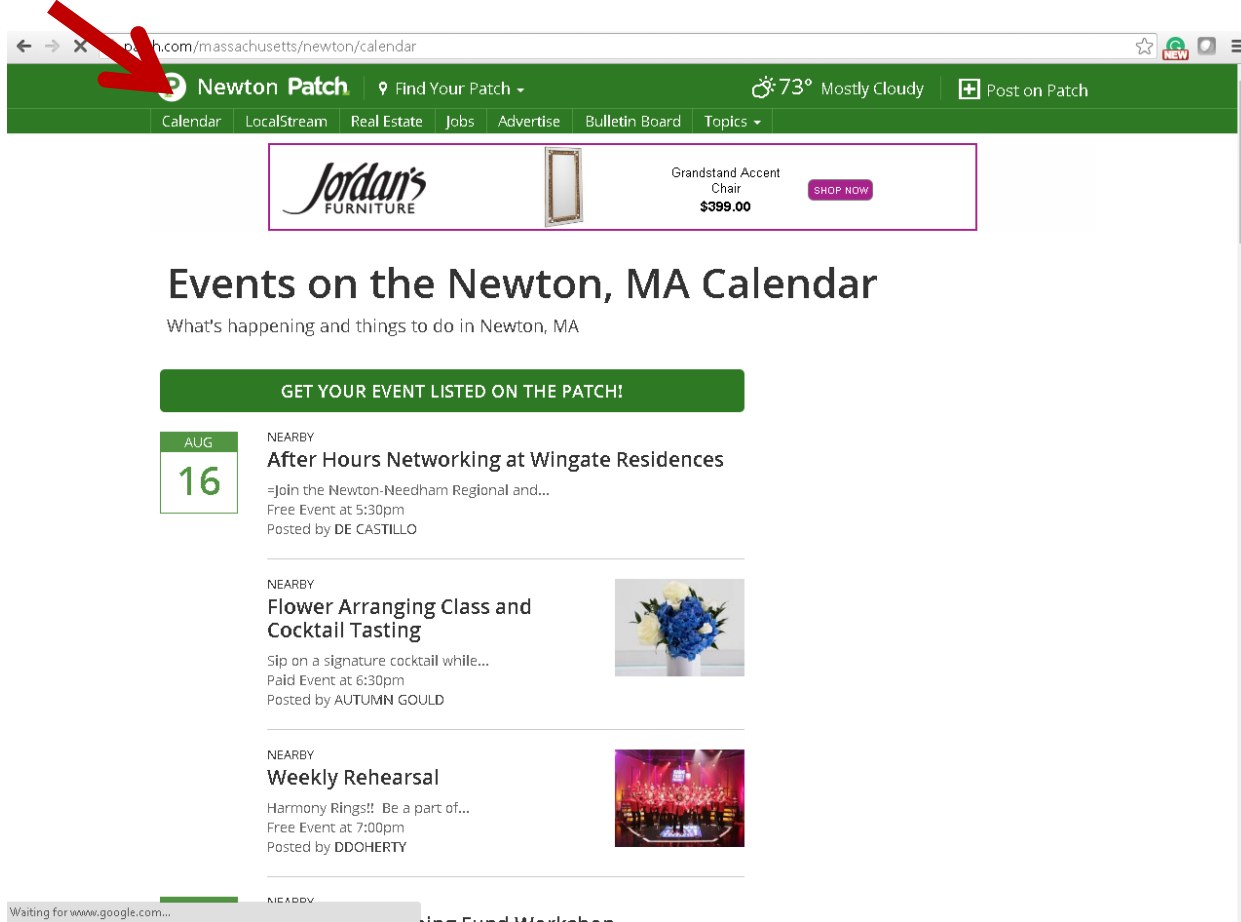 patch.com/massachusetts/newton/calendar
NEW
Newton Patch Find Your Patch 73° Mostly Cloudy Post on Patch
Calendar LocalStream Real Estate Jobs Advertise Bulletin Board Topics
Jordan's
FURNITURE
Grandstand Accent
Chair
$399.00
SHOP NOW
Events on the Newton, MA Calendar
What's happening and things to do in Newton, MA
GET YOUR EVENT LISTED ON THE PATCH!
AUG
16
NEARBY
After Hours Networking at Wingate Residences
=Join the Newton-Needham Regional and...
Free Event at 5:30pm
Posted by DE CASTILLO
NEARBY
Flower Arranging Class and
Cocktail Tasting
Sip on a signature cocktail while...
Paid Event at 6:30pm
Posted by AUTUMN GOULD
NEARBY
Weekly Rehearsal
Harmony Rings!! Be a part of...
Free Event at 7:00pm
Posted by DDOHERTY
NEARBY
Fund Workshop
Waiting for www.google.com...